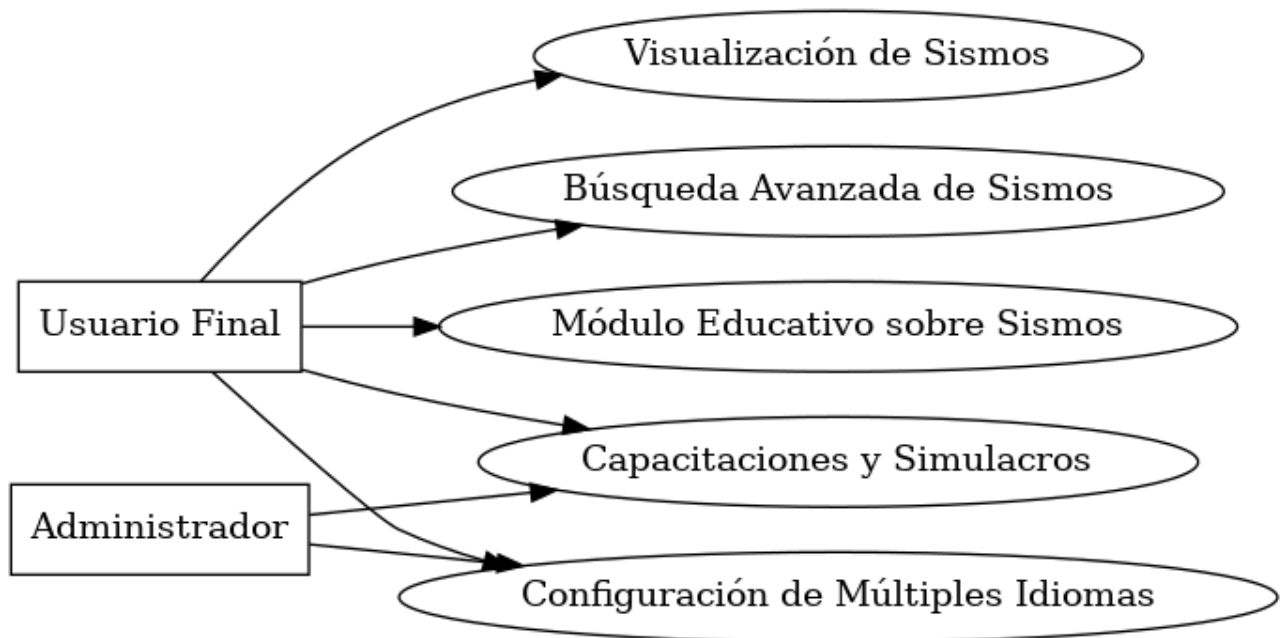 Visualización de Sismos
Búsqueda Avanzada de Sismos
Usuario Final
Módulo Educativo sobre Sismos
Capacitaciones y Simulacros
Administrador
Configuración de Múltiples Idiomas